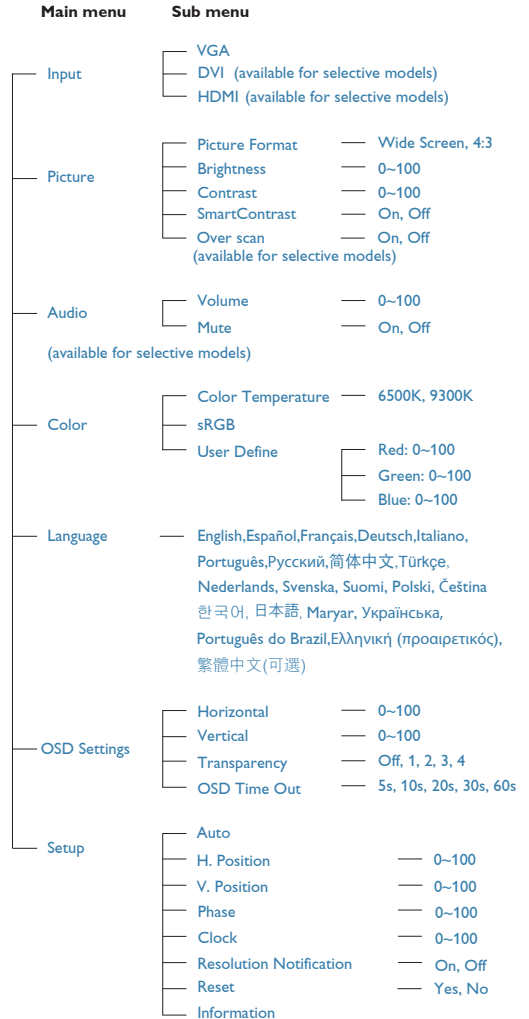 Main menu Sub menu
VGA
Input DVI (available for selective models)
HDMI (available for selective models)
Picture Format Wide Screen, 4:3
Brightness 0~100
Picture
Contrast 0~100
SmartContrast On, Off
Over scan On, Off
(available for selective models)
Volume 0~100
Audio
Mute On, Off
(available for selective models)
Color Temperature 6500K, 9300K
Color sRGB
User Define Red: 0~100
Green: 0~100
Blue: 0~100
Language English,Español,Français,Deutsch,Italiano,
Português,Русский,简体中文,Türkçe,
Nederlands, Svenska, Suomi, Polski, Čeština
한국어, 日本語, Maryar, Українська,
Português do Brazil,Ελληνική (προαιρετικός),
繁體中文(可選)
Horizontal 0~100
Vertical 0~100
OSD Settings
Transparency Off, 1, 2, 3, 4
OSD Time Out 5s, 10s, 20s, 30s, 60s
Auto
Setup
H. Position 0~100
V. Position 0~100
Phase 0~100
Clock 0~100
Resolution Notification On, Off
Reset Yes, No
Information